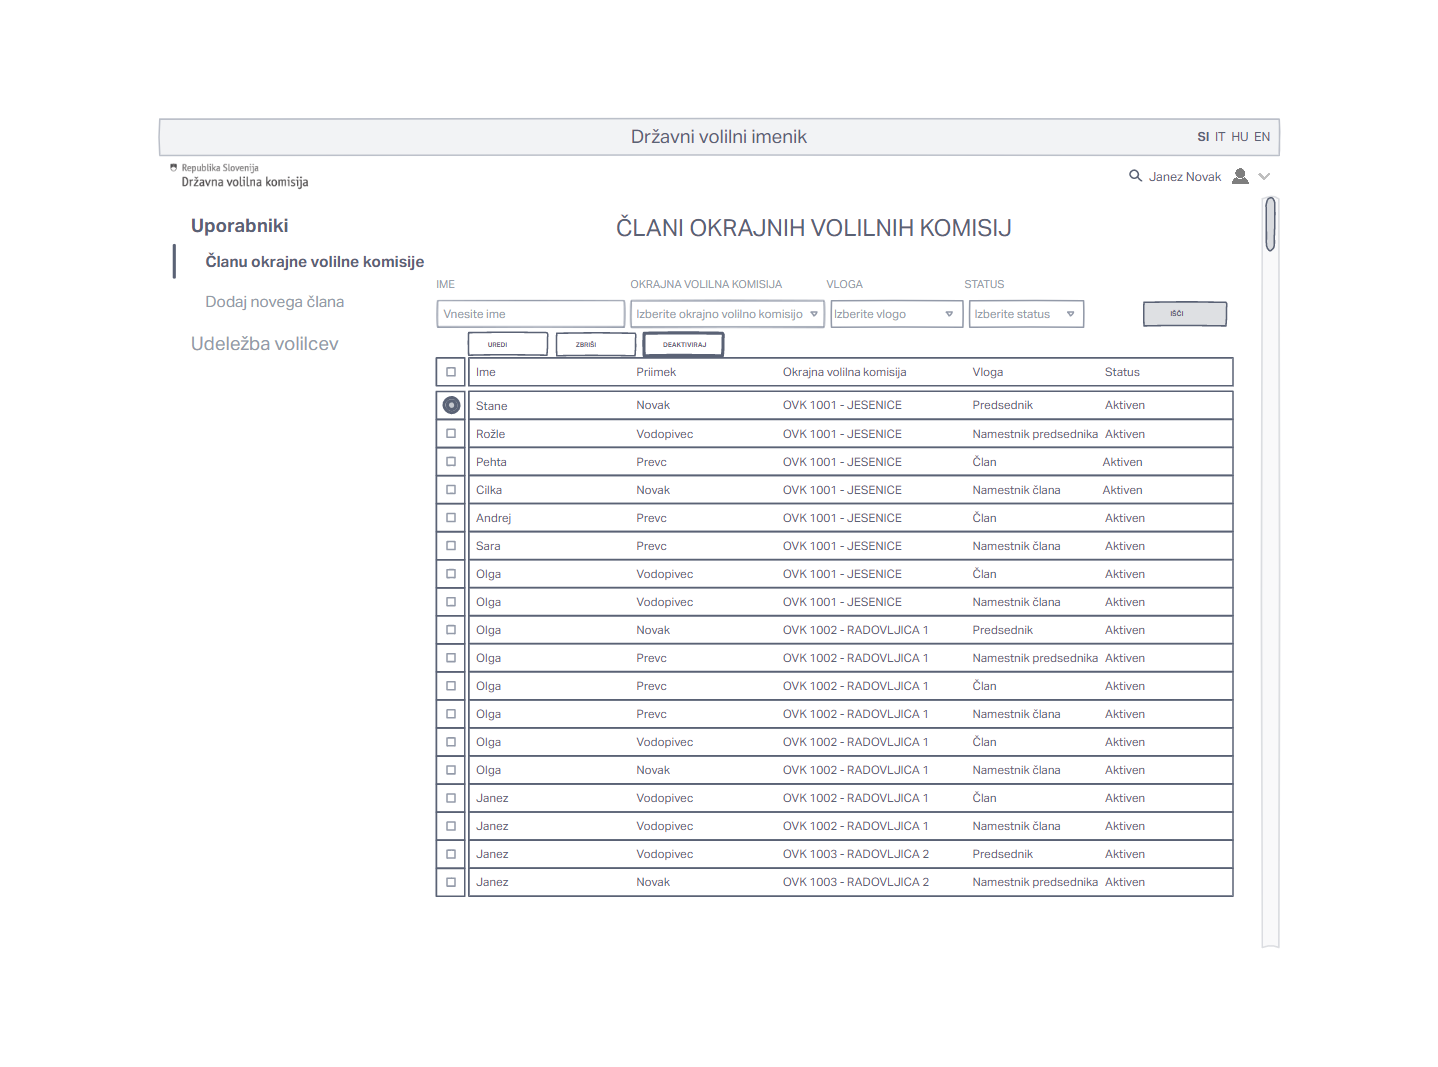 Državni volilni imenik
SI IT HU EN
Republika Slovenija
Državna volilna komisija
Janez Novak
Uporabniki
Članu okrajne volilne komisije
Dodaj novega člana
Udeležba volilcev
ČLANI OKRAJNIH VOLILNIH KOMISIJ
IME OKRAJNA VOLILNA KOMISIJA VLOGA STATUS
Vnesite ime Izberite okrajno volilno komisijo Izberite vlogo Izberite status IŠČI
UREDI ZBRIŠI DEAKTIVIRAJ
Ime Priimek Okrajna volilna komisija Vloga Status
Stane Novak OVK 1001 - JESENICE Predsednik Aktiven
Rožle Vodopivec OVK 1001 - JESENICE Namestnik predsednika Aktiven
Pehta Prevc OVK 1001 - JESENICE Član Aktiven
Cilka Novak OVK 1001 - JESENICE Namestnik člana Aktiven
Andrej Prevc OVK 1001 - JESENICE Član Aktiven
Sara Prevc OVK 1001 - JESENICE Namestnik člana Aktiven
Olga Vodopivec OVK 1001 - JESENICE Član Aktiven
Olga Vodopivec OVK 1001 - JESENICE Namestnik člana Aktiven
Olga Novak OVK 1002 - RADOVLJICA 1 Predsednik Aktiven
Olga Prevc OVK 1002 - RADOVLJICA 1 Namestnik predsednika Aktiven
Olga Prevc OVK 1002 - RADOVLJICA 1 Član Aktiven
Olga Prevc OVK 1002 - RADOVLJICA 1 Namestnik člana Aktiven
Olga Vodopivec OVK 1002 - RADOVLJICA 1 Član Aktiven
Olga Novak OVK 1002 - RADOVLJICA 1 Namestnik člana Aktiven
Janez Vodopivec OVK 1002 - RADOVLJICA 1 Član Aktiven
Janez Vodopivec OVK 1002 - RADOVLJICA 1 Namestnik člana Aktiven
Janez Vodopivec OVK 1003 - RADOVLJICA 2 Predsednik Aktiven
Janez Novak OVK 1003 - RADOVLJICA 2 Namestnik predsednika Aktiven